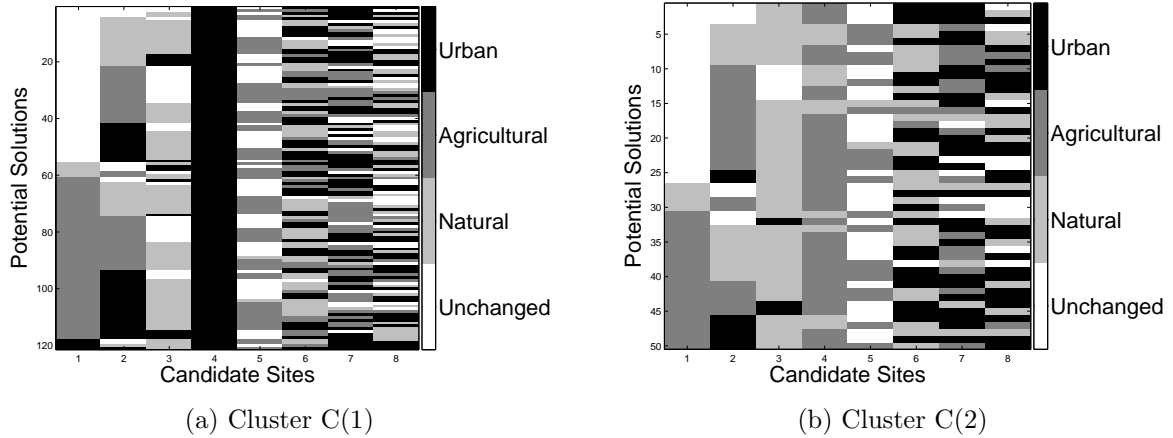 Potential Solutions
20
40
60
80
100
120
1 2 3 4 5 6 7 8
Candidate Sites
Urban
Agricultural
Natural
Unchanged
(a) Cluster C(1)
Potential Solutions
5
10
15
20
25
30
35
40
45
50
1 2 3 4 5 6 7 8
Candidate Sites
Urban
Agricultural
Natural
Unchanged
(b) Cluster C(2)